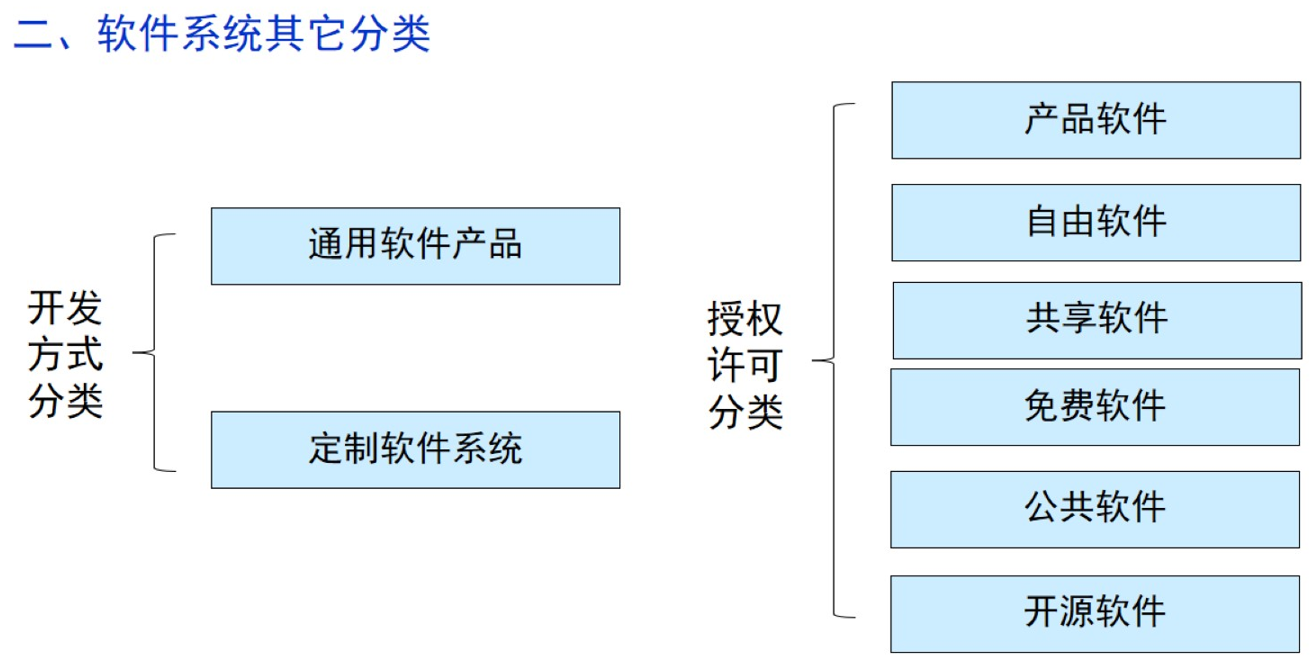 二、软件系统其它分类
开发
方式
分类
通用软件产品
定制软件系统
授权
许可
分类
产品软件
自由软件
共享软件
免费软件
公共软件
开源软件